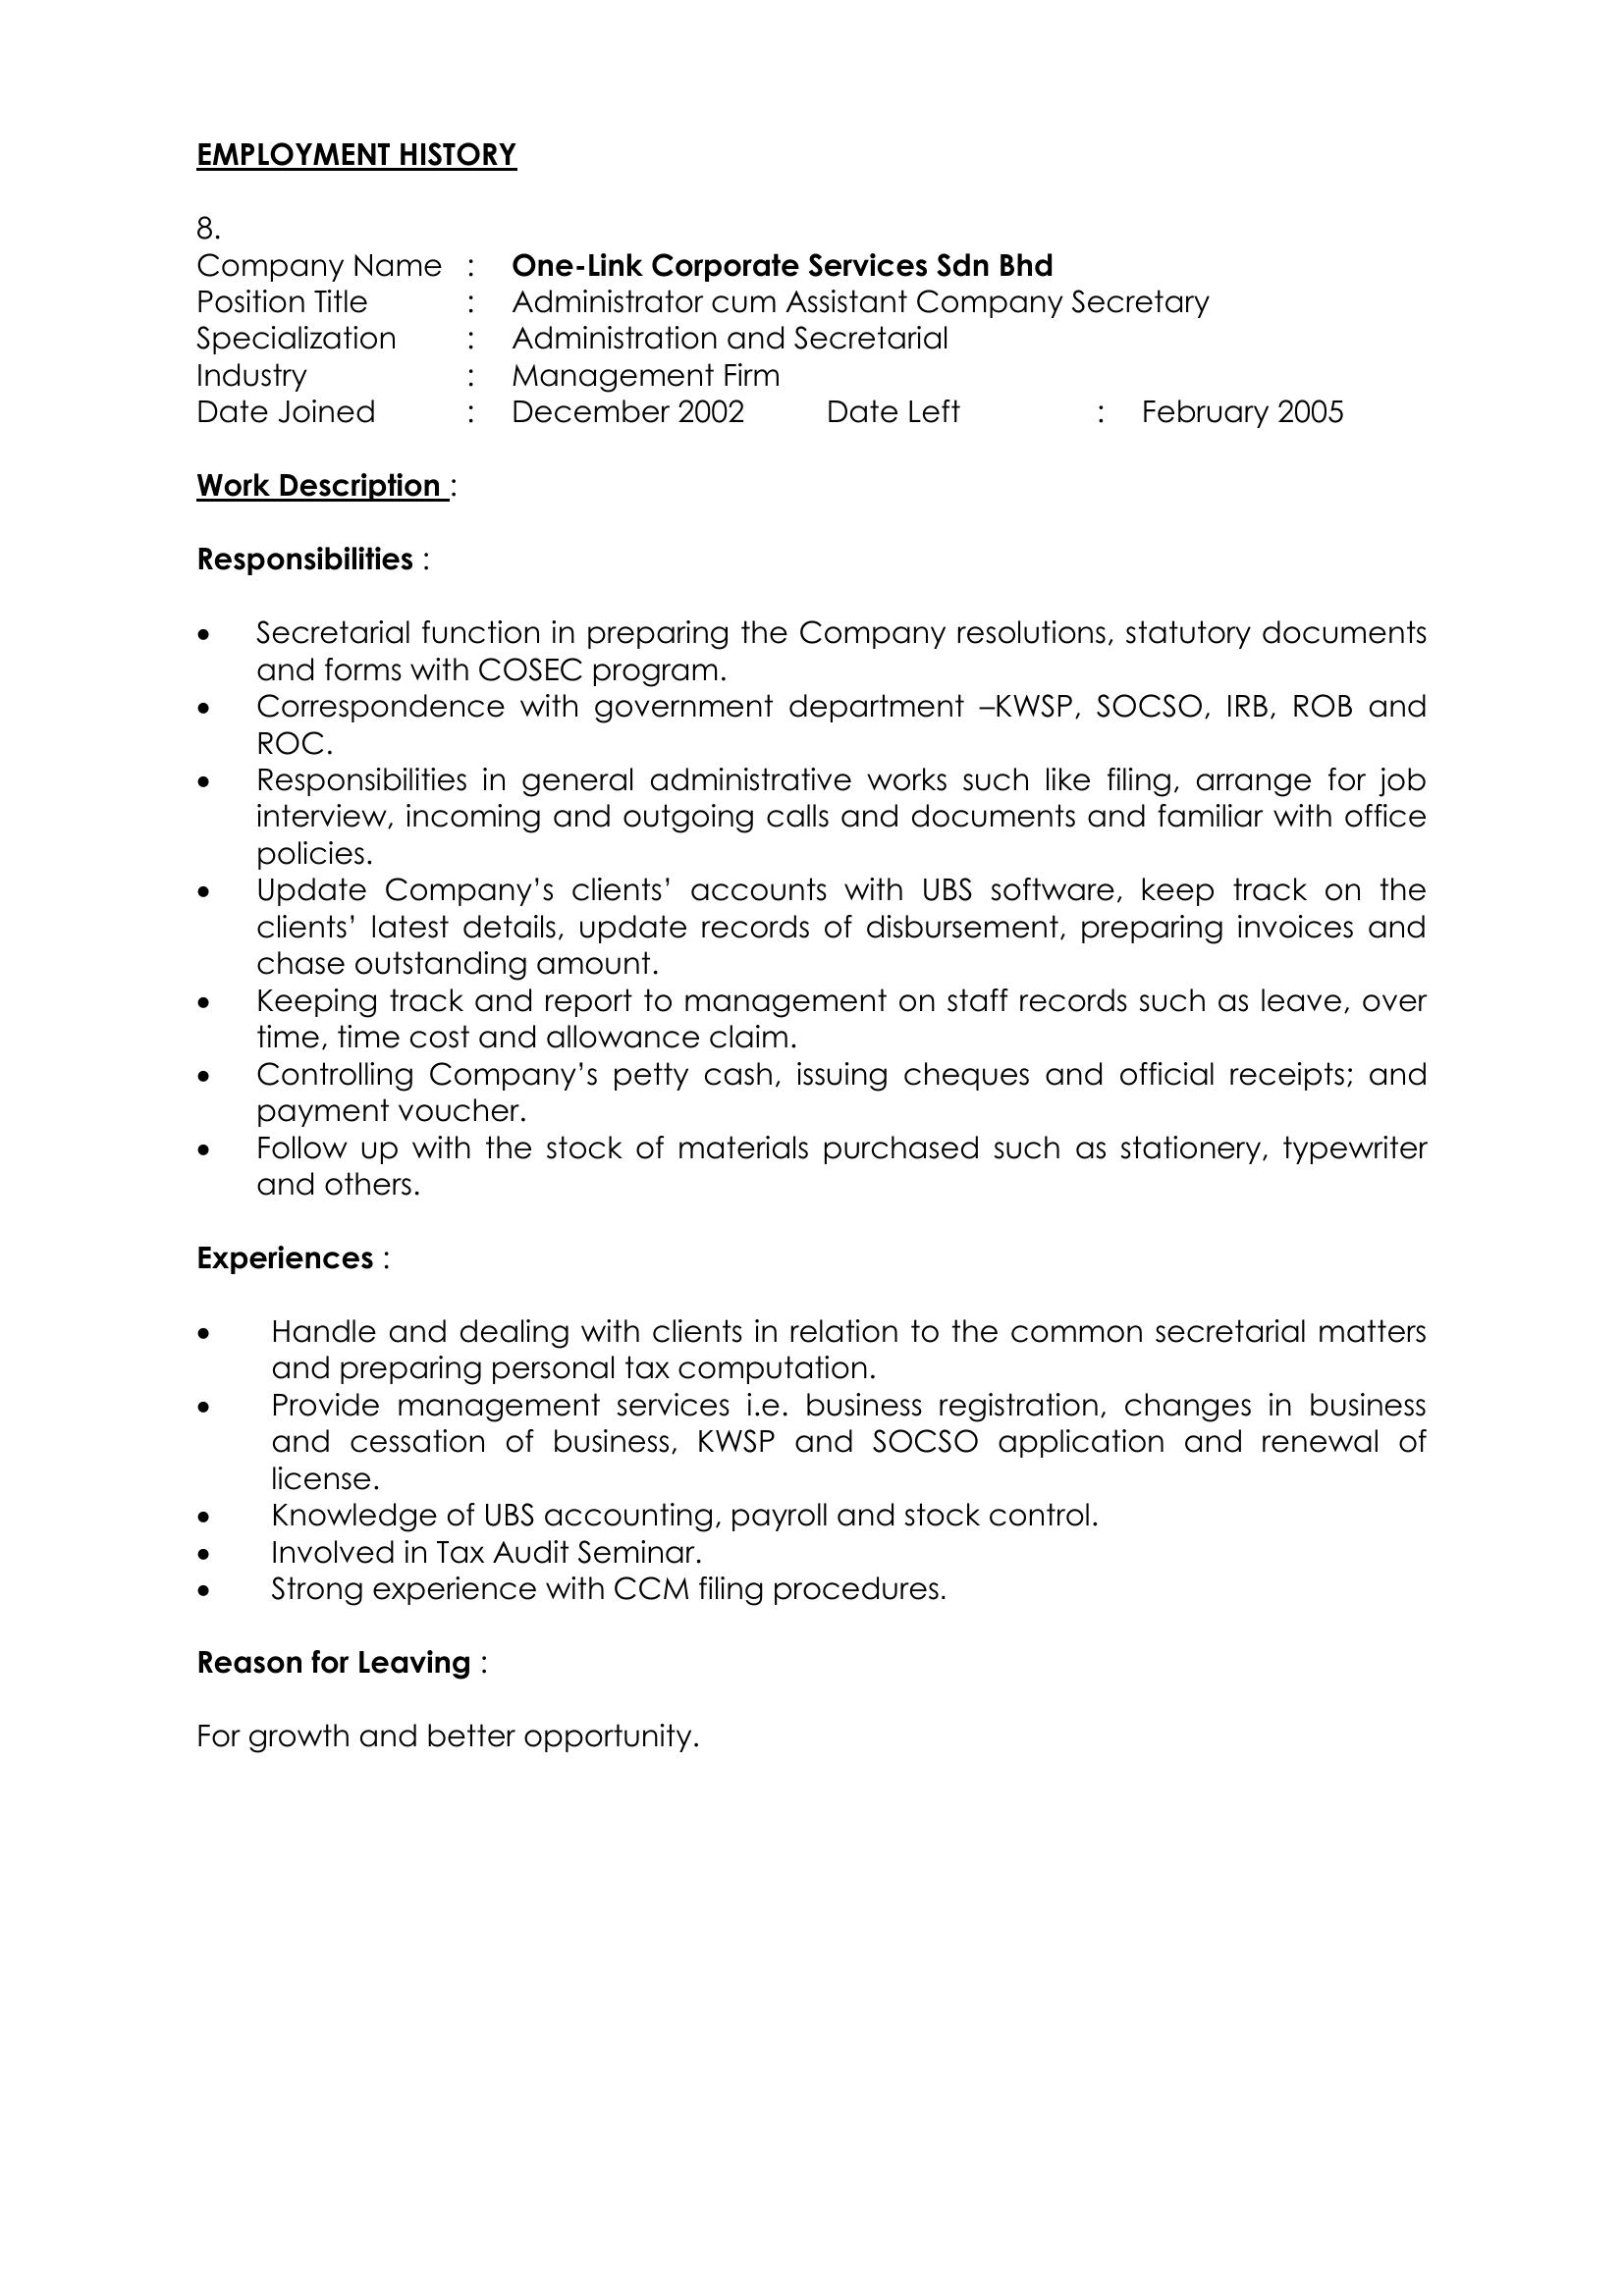 EMPLOYMENT HISTORY
8.
Company Name : One-Link Corporate Services Sdn Bhd
Position Title : Administrator cum Assistant Company Secretary
Specialization : Administration and Secretarial
Industry : Management Firm
Date Joined : December 2002 Date Left : February 2005
Work Description :
Responsibilities :
• Secretarial function in preparing the Company resolutions, statutory documents
and forms with COSEC program.
• Correspondence with government department –KWSP, SOCSO, IRB, ROB and
ROC.
• Responsibilities in general administrative works such like filing, arrange for job
interview, incoming and outgoing calls and documents and familiar with office
policies.
• Update Company’s clients’ accounts with UBS software, keep track on the
clients’ latest details, update records of disbursement, preparing invoices and
chase outstanding amount.
• Keeping track and report to management on staff records such as leave, over
time, time cost and allowance claim.
• Controlling Company’s petty cash, issuing cheques and official receipts; and
payment voucher.
• Follow up with the stock of materials purchased such as stationery, typewriter
and others.
Experiences :
• Handle and dealing with clients in relation to the common secretarial matters
and preparing personal tax computation.
• Provide management services i.e. business registration, changes in business
and cessation of business, KWSP and SOCSO application and renewal of
license.
• Knowledge of UBS accounting, payroll and stock control.
• Involved in Tax Audit Seminar.
• Strong experience with CCM filing procedures.
Reason for Leaving :
For growth and better opportunity.